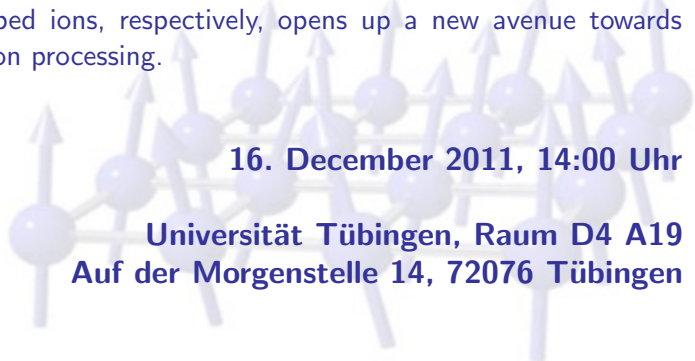 ped ions, respectively, opens up a new avenue towards
on processing.
16. December 2011, 14:00 Uhr
Universität Tübingen, Raum D4 A19
Auf der Morgenstelle 14, 72076 Tübingen